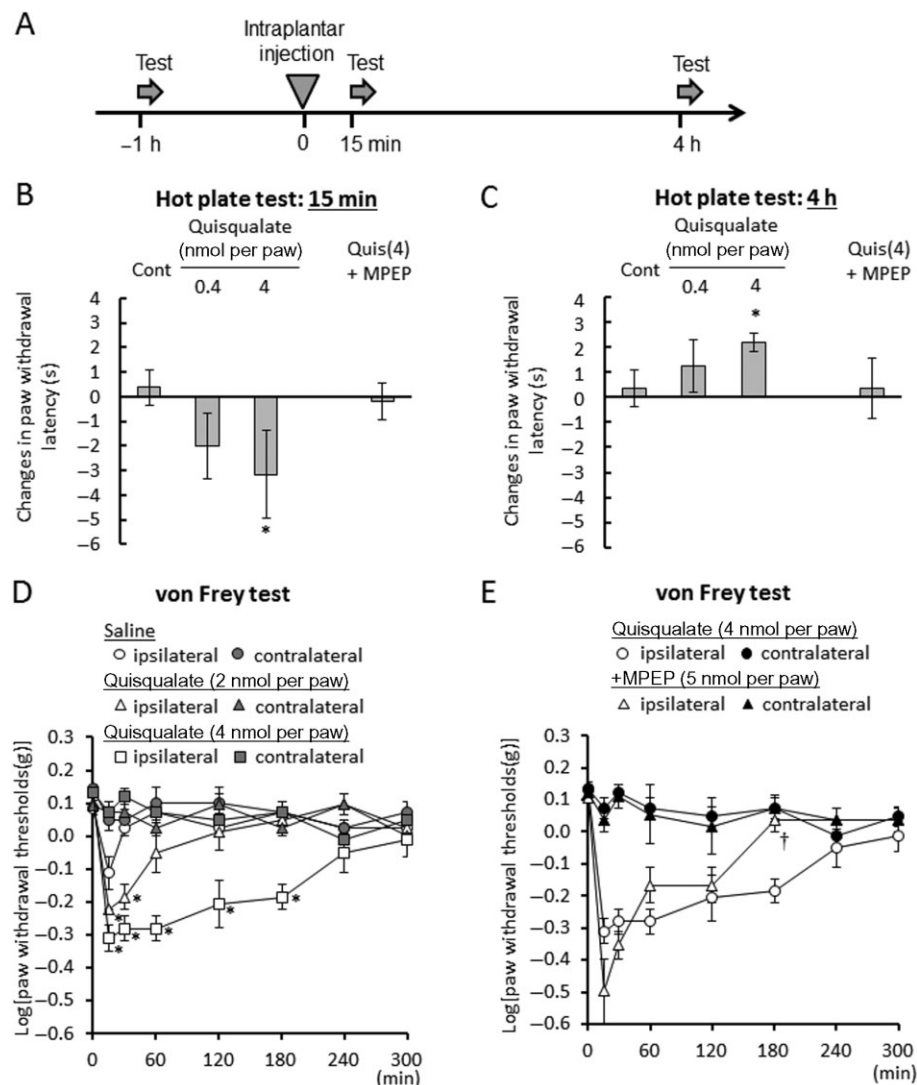 A
Intraplantar
injection
Test
Test
Test
−1 h
0
15 min
4 h
B
Hot plate test: 15 min
Quisqualate
(nmol per paw)
Cont
0.4
4
Quis(4)
+ MPEP
Changes in paw withdrawal
latency (s)
4
3
2
1
0
−1
−2
−3
−4
−5
−6
*
C
Hot plate test: 4 h
Quisqualate
(nmol per paw)
Cont
0.4
4
Quis(4)
+ MPEP
*
Changes in paw withdrawal
latency (s)
4
3
2
1
0
−1
−2
−3
−4
−5
−6
D
von Frey test
Saline
ipsilateral contralateral
Quisqualate (2 nmol per paw)
ipsilateral contralateral
Quisqualate (4 nmol per paw)
ipsilateral contralateral
Log[paw withdrawal thresholds(g)]
0.3
0.2
0.1
0.0
−0.1
−0.2
−0.3
−0.4
−0.5
−0.6
* * * * * * *
0 60 120 180 240 300
(min)
E
von Frey test
Quisqualate (4 nmol per paw)
ipsilateral contralateral
+MPEP (5 nmol per paw)
ipsilateral contralateral
Log[paw withdrawal thresholds(g)]
0.3
0.2
0.1
0.0
−0.1
−0.2
−0.3
−0.4
−0.5
−0.6
†
0 60 120 180 240 300
(min)